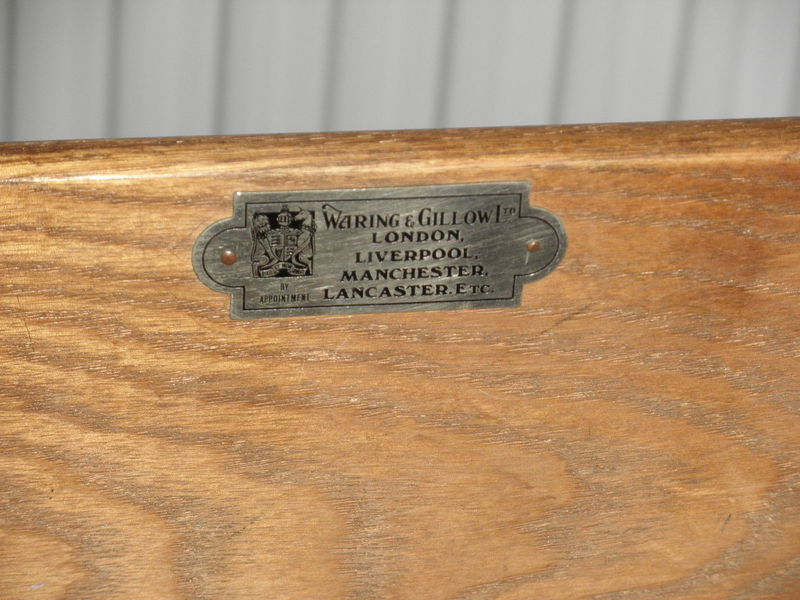 WARING & GILLOW LTD
LONDON,
LIVERPOOL,
MANCHESTER,
LANCASTER. ETC.
BY
APPOINTMENT